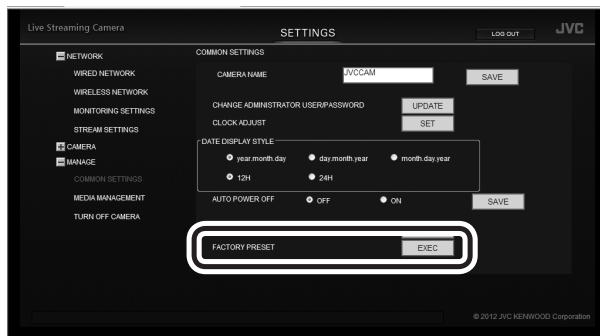 Live Streaming Camera
SETTINGS
LOG OUT
JVC
NETWORK
WIRED NETWORK
WIRELESS NETWORK
MONITORING SETTINGS
STREAM SETTINGS
CAMERA
MANAGE
COMMON SETTINGS
MEDIA MANAGEMENT
TURN OFF CAMERA
COMMON SETTINGS
CAMERA NAME JVCCAM SAVE
CHANGE ADMINISTRATOR USER/PASSWORD UPDATE
CLOCK ADJUST SET
DATE DISPLAY STYLE
year.month.day day.month.year month.day.year
12H 24H
AUTO POWER OFF OFF ON SAVE
FACTORY PRESET EXEC
© 2012 JVC KENWOOD Corporation